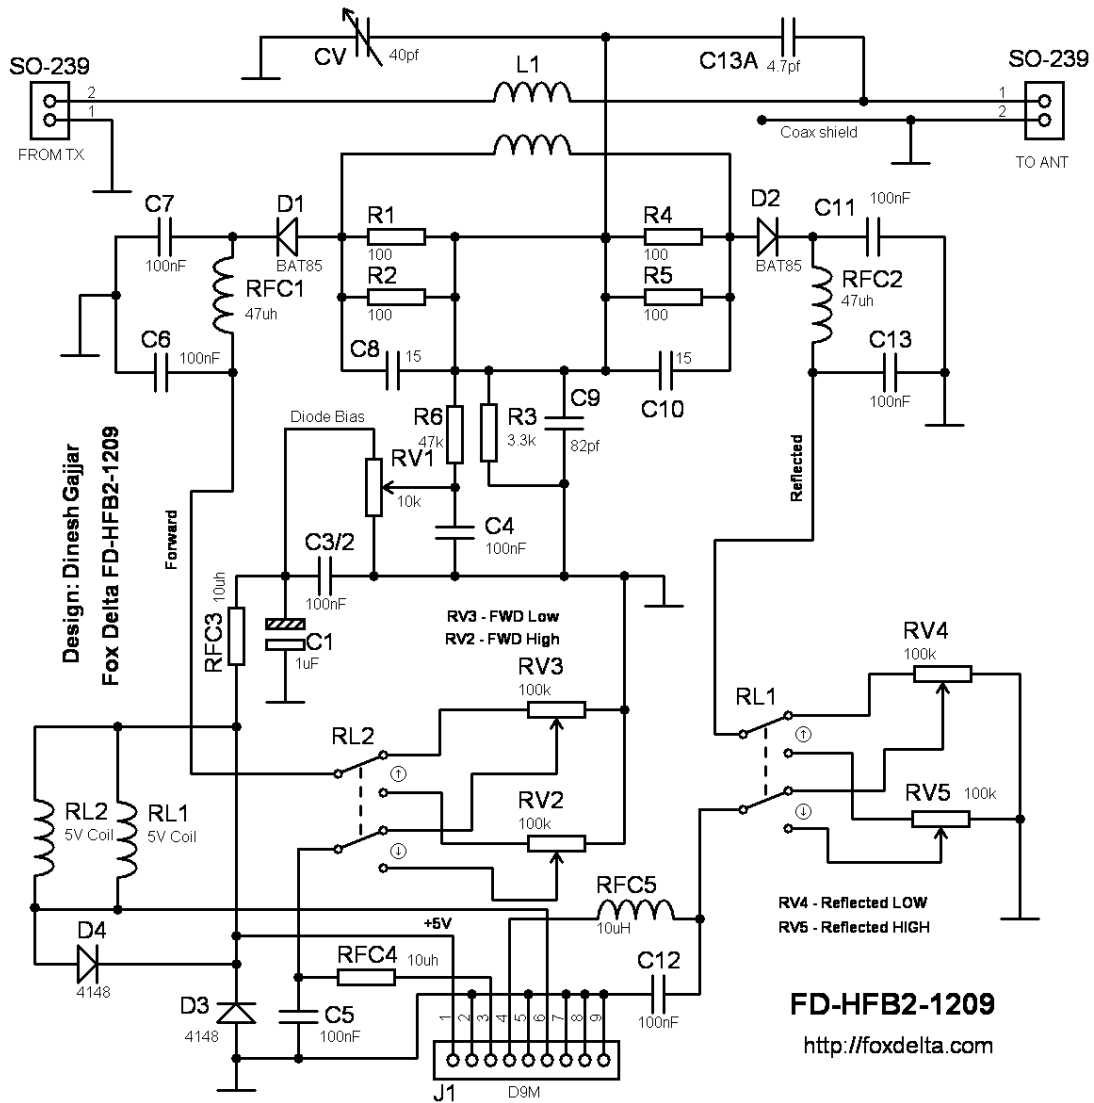 CV
40pf
C13A
4.7pf
SO-239
L1
SO-239
2
1
1
2
Coax shield
FROM TX
TO ANT
C7
100nF
D1
BAT85
R1
100
R4
100
D2
BAT85
C11
100nF
RFC1
47uh
R2
100
R5
100
RFC2
47uh
C6
100nF
C8
15
15
C10
C13
100nF
Diode Bias
R6
47k
R3
3.3k
C9
82pf
RV1
10k
Forward
Reflected
Design: Dinesh Gajjar
Fox Delta FD-HFB2-1209
C3/2
100nF
C4
100nF
RFC3
10uh
C1
1uF
RV3 - FWD Low
RV2 - FWD High
RV3
100k
RV4
100k
RL2
RL1
RL2
5V Coil
RL1
5V Coil
RV2
100k
RV5
100k
RFC5
10uH
RV4 - Reflected LOW
RV5 - Reflected HIGH
+5V
D4
4148
RFC4
10uh
C12
100nF
D3
4148
C5
100nF
1
2
3
4
5
6
7
8
9
J1
D9M
FD-HFB2-1209
http://foxdelta.com